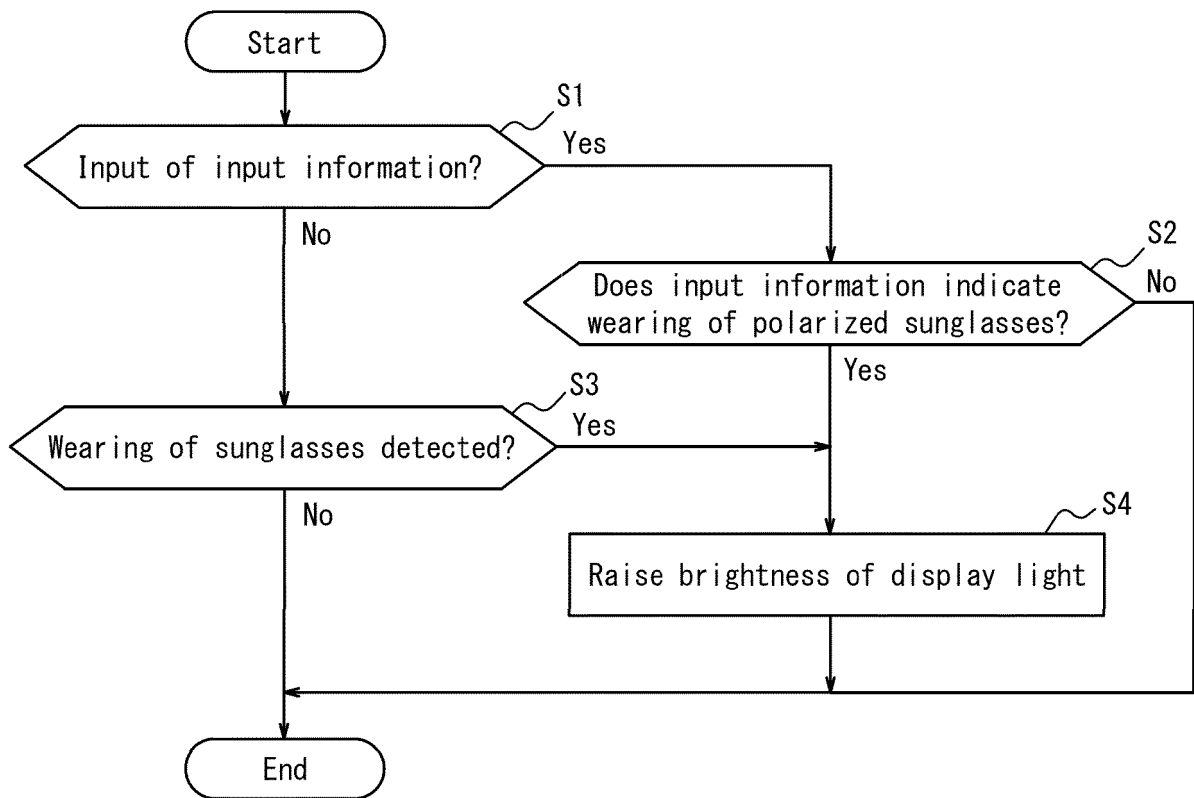 Start
S1
Input of input information?
Yes
No
S2
Does input information indicate
wearing of polarized sunglasses?
No
Yes
S3
Wearing of sunglasses detected?
Yes
No
S4
Raise brightness of display light
End